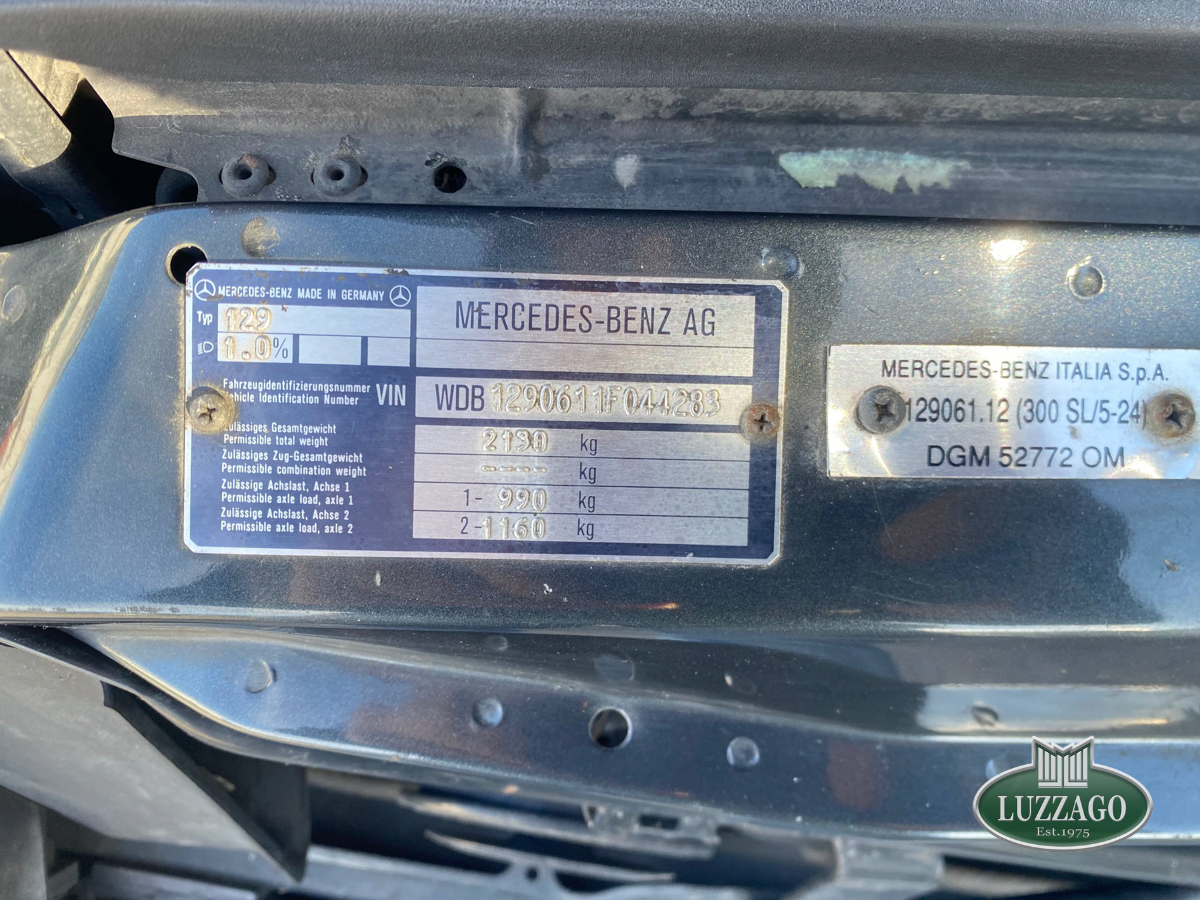 MERCEDES-BENZ MADE IN GERMANY
Typ 129
1.0%
MERCEDES-BENZ AG
Fahrzeugidentifizierungsnummer
Vehicle Identification Number VIN
WDB 1290611F044283
Zulässiges Gesamtgewicht
Permissible total weight
2130 kg
Zulässiges Zug-Gesamtgewicht
Permissible combination weight
---- kg
Zulässige Achslast, Achse 1
Permissible axle load, axle 1
1- 990 kg
Zulässige Achslast, Achse 2
Permissible axle load, axle 2
2- 1160 kg
MERCEDES-BENZ ITALIA S.p.A.
129061.12 (300 SL/5-24)
DGM 52772 OM
LUZZAGO
Est.1975